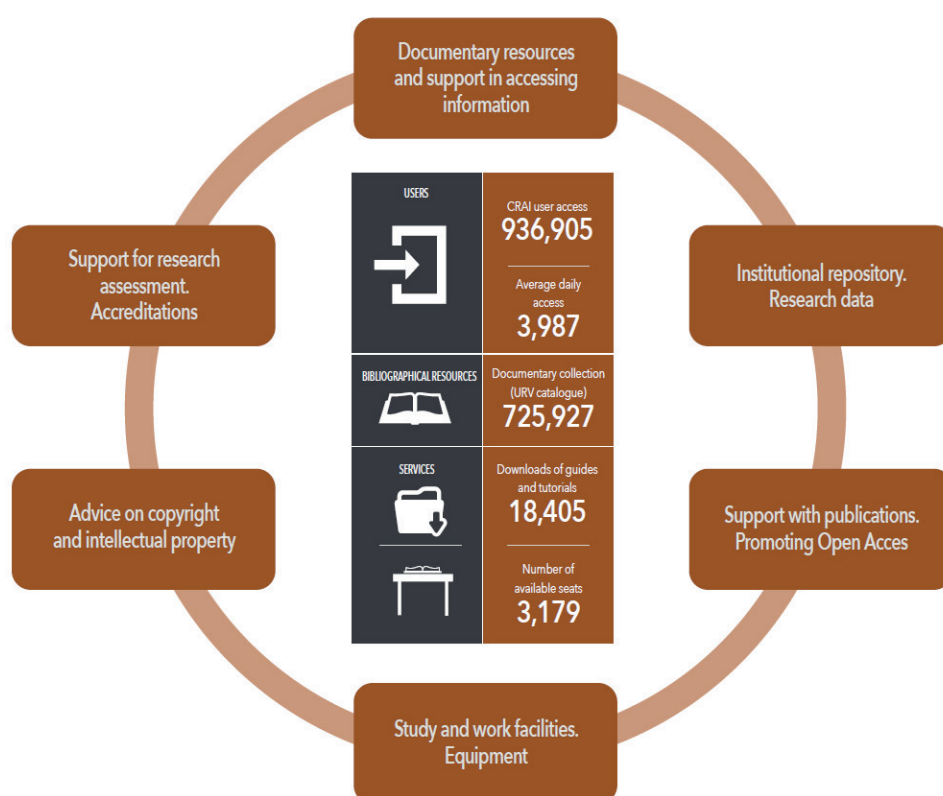 Documentary resources
and support in accessing
information
Support for research
assessment.
Accreditations
Institutional repository.
Research data
Advice on copyright
and intellectual property
Support with publications.
Promoting Open Acces
Study and work facilities.
Equipment
USERS
CRAI user access
936,905
Average daily
access
3,987
BIBLIOGRAPHICAL RESOURCES
Documentary collection
(URV catalogue)
725,927
SERVICES
Downloads of guides
and tutorials
18,405
Number of
available seats
3,179